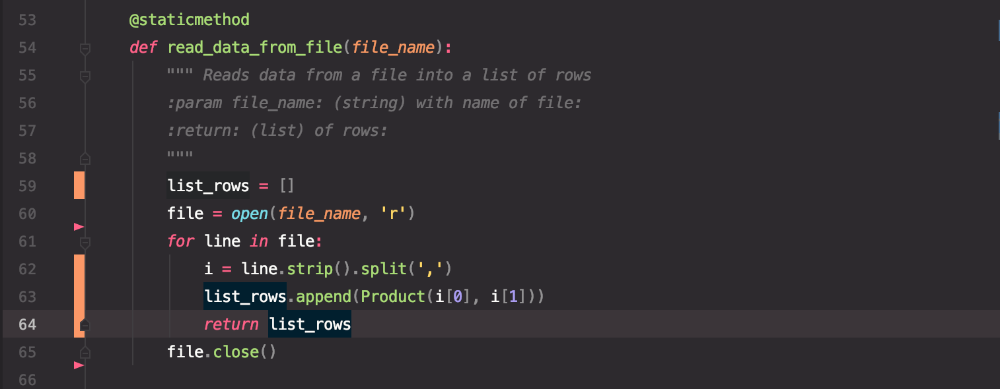 53 @staticmethod
54 def read_data_from_file(file_name):
55 """ Reads data from a file into a list of rows
56 :param file_name: (string) with name of file:
57 :return: (list) of rows:
58 """
59 list_rows = []
60 file = open(file_name, 'r')
61 for line in file:
62 i = line.strip().split(',')
63 list_rows.append(Product(i[0], i[1]))
64 return list_rows
65 file.close()
66